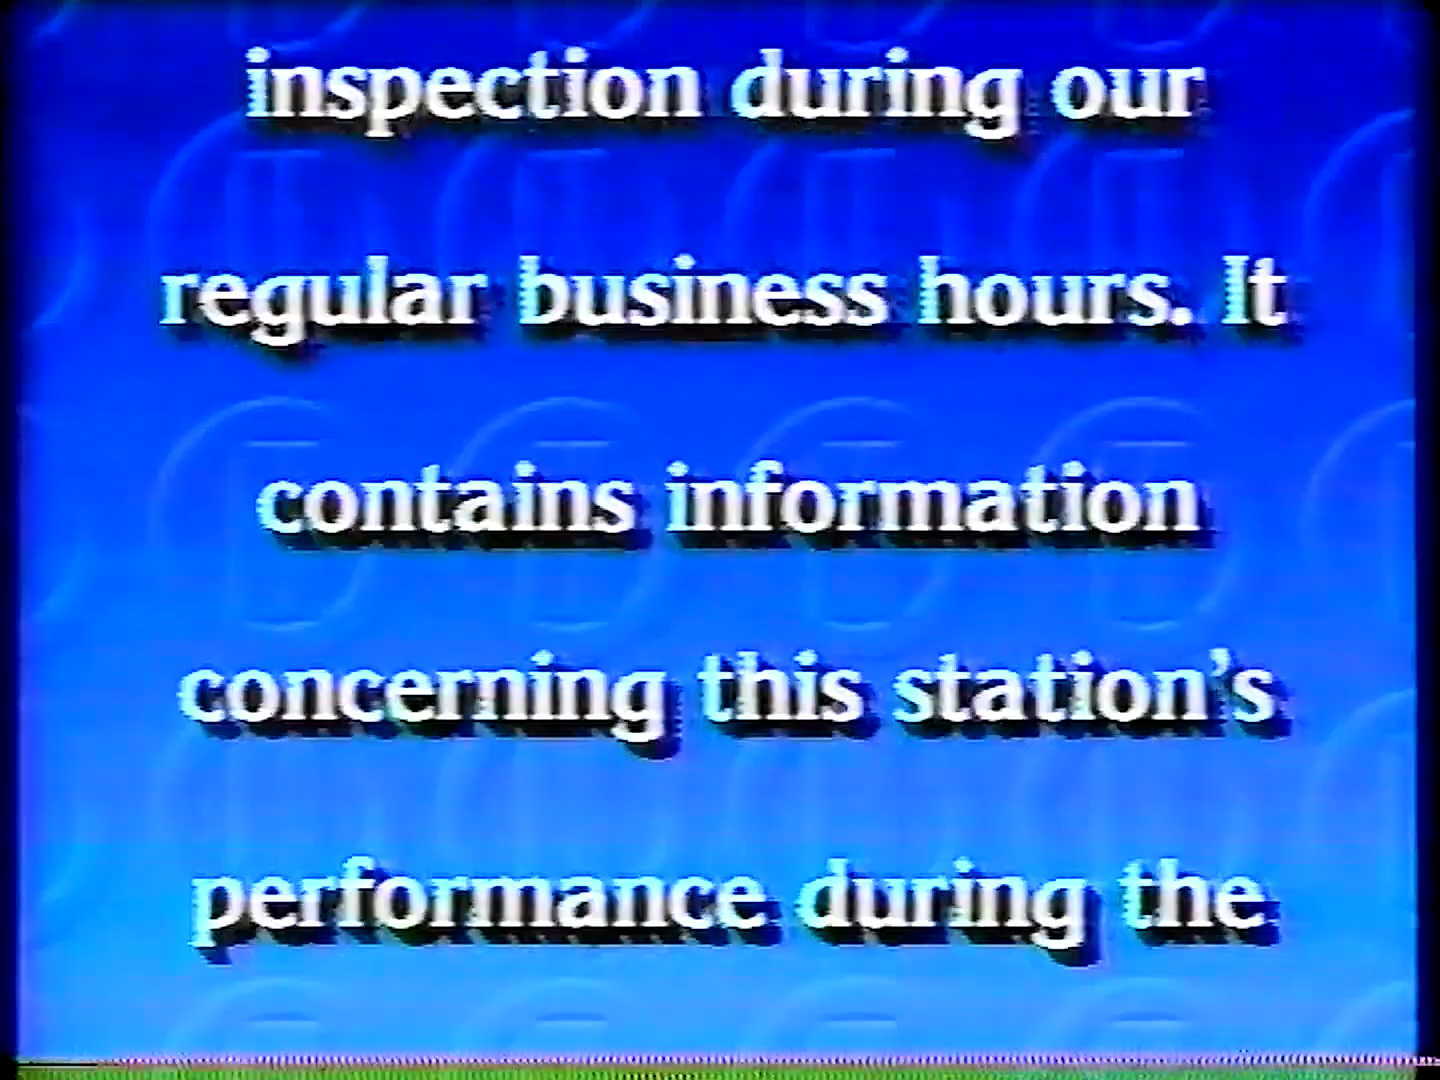 inspection during our
regular business hours. It
contains information
concerning this station's
performance during the